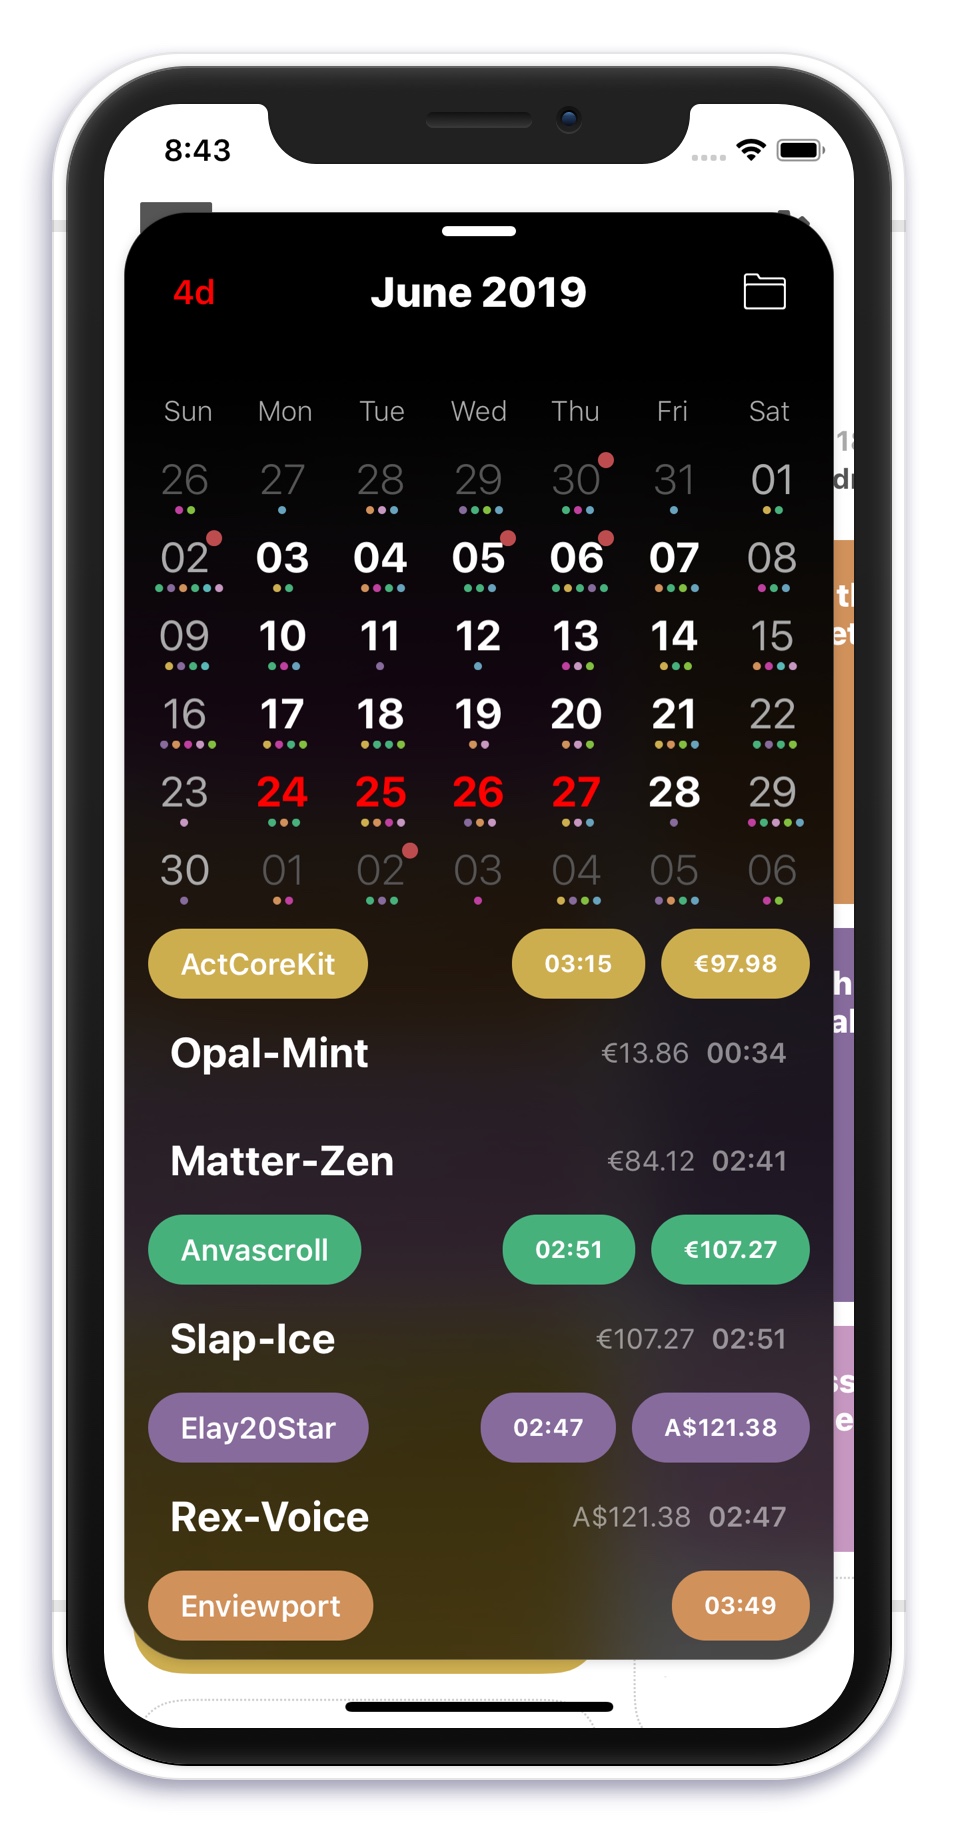 8:43
4d June 2019
Sun Mon Tue Wed Thu Fri Sat
26 27 28 29 30 31 01
02 03 04 05 06 07 08
09 10 11 12 13 14 15
16 17 18 19 20 21 22
23 24 25 26 27 28 29
30 01 02 03 04 05 06
ActCoreKit 03:15 €97.98
Opal-Mint €13.86 00:34
Matter-Zen €84.12 02:41
Anvascroll 02:51 €107.27
Slap-Ice €107.27 02:51
Elay20Star 02:47 A$121.38
Rex-Voice A$121.38 02:47
Enviewport 03:49